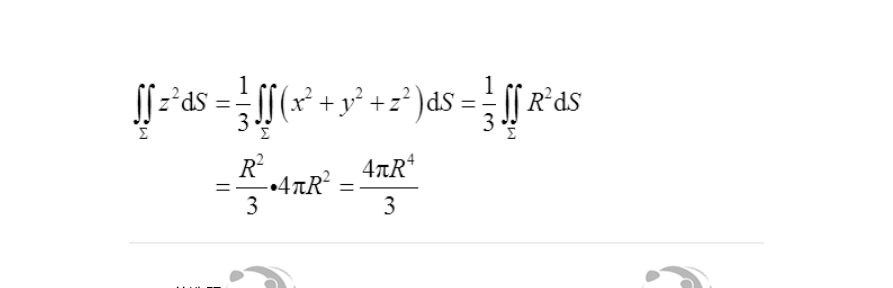 ∬_Σ z²dS = 1/3 ∬_Σ (x² + y² + z²)dS = 1/3 ∬_Σ R²dS
= R²/3 •4πR² = 4πR⁴/3